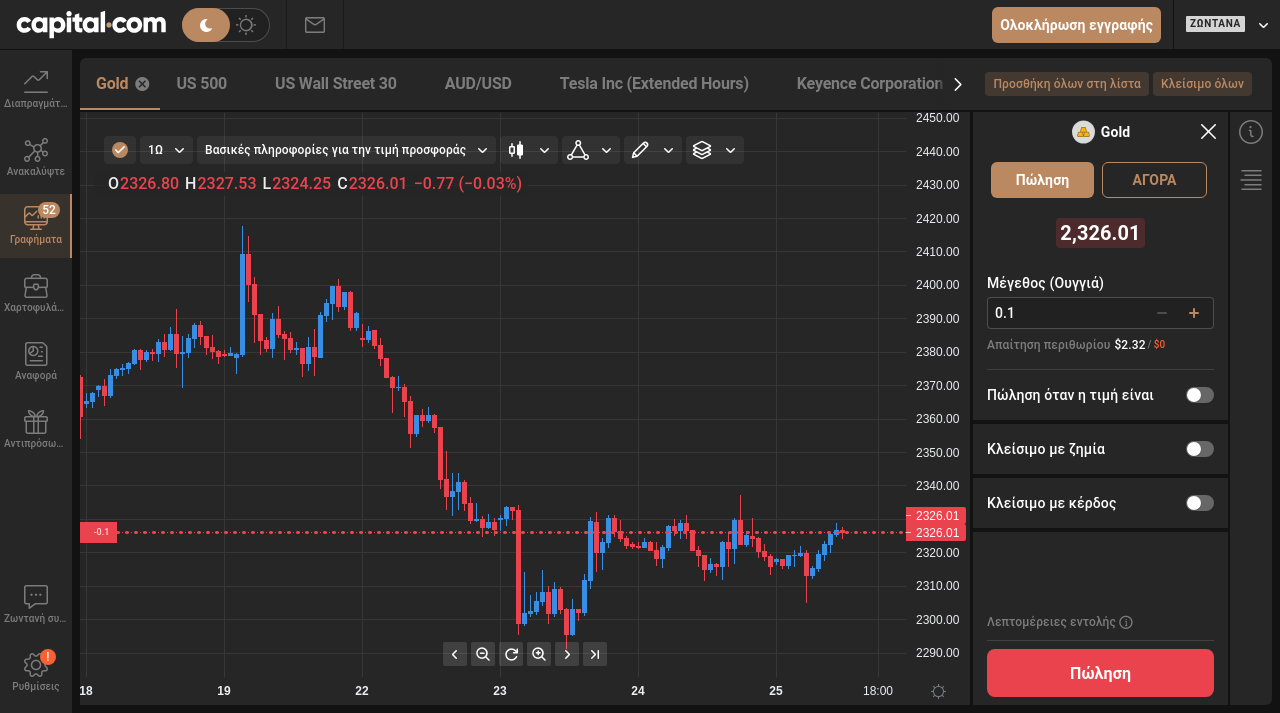 capital.com
Ολοκλήρωση εγγραφής
ΖΩΝΤΑΝΑ
Διαπραγμάτ...
Ανακαλύψτε
52
Γραφήματα
Χαρτοφυλά...
Αναφορά
Αντιπρόσω...
Ζωντανή συ...
!
Ρυθμίσεις
Gold
US 500
US Wall Street 30
AUD/USD
Tesla Inc (Extended Hours)
Keyence Corporation
Προσθήκη όλων στη λίστα
Κλείσιμο όλων
1Ω
Βασικές πληροφορίες για την τιμή προσφοράς
O2326.80 H2327.53 L2324.25 C2326.01 −0.77 (−0.03%)
2450.00
2440.00
2430.00
2420.00
2410.00
2400.00
2390.00
2380.00
2370.00
2360.00
2350.00
2340.00
2326.01
2326.01
2320.00
2310.00
2300.00
2290.00
-0.1
18
19
22
23
24
25
18:00
Gold
Πώληση
ΑΓΟΡΑ
2,326.01
Μέγεθος (Ουγγιά)
0.1
Απαίτηση περιθωρίου $2.32 / $0
Πώληση όταν η τιμή είναι
Κλείσιμο με ζημία
Κλείσιμο με κέρδος
Λεπτομέρειες εντολής
Πώληση